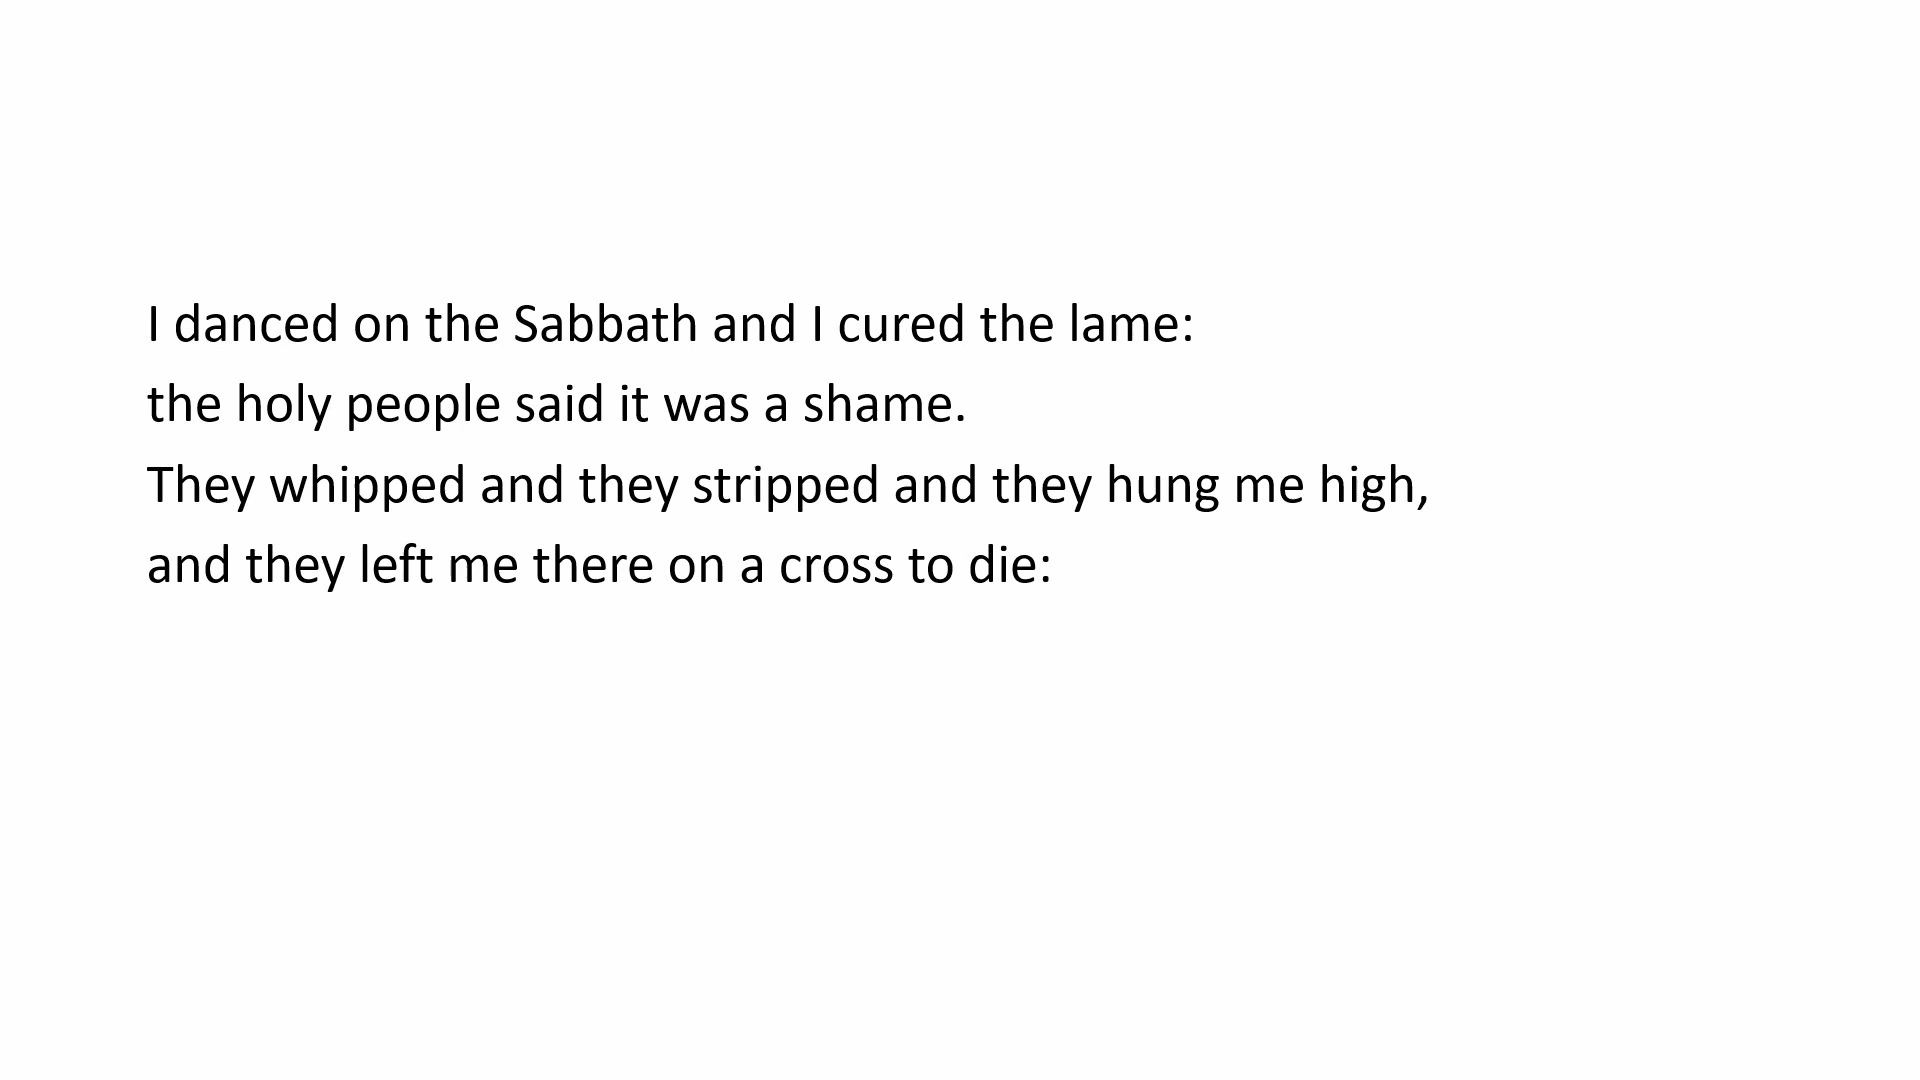 I danced on the Sabbath and I cured the lame:
the holy people said it was a shame.
They whipped and they stripped and they hung me high,
and they left me there on a cross to die: